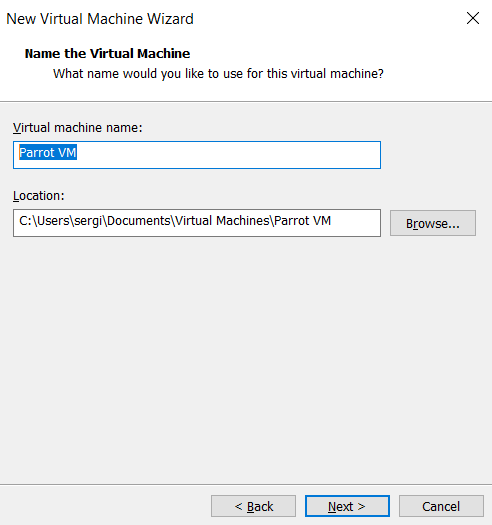 New Virtual Machine Wizard
Name the Virtual Machine
What name would you like to use for this virtual machine?
Virtual machine name:
Parrot VM
Location:
C:\Users\sergi\Documents\Virtual Machines\Parrot VM
Browse...
< Back
Next >
Cancel